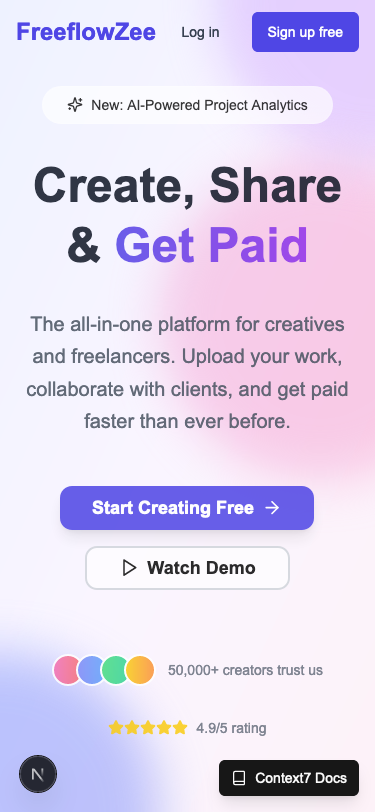 FreeflowZee
Log in
Sign up free
New: AI-Powered Project Analytics
Create, Share
& Get Paid
The all-in-one platform for creatives
and freelancers. Upload your work,
collaborate with clients, and get paid
faster than ever before.
Start Creating Free
Watch Demo
50,000+ creators trust us
4.9/5 rating
N
Context7 Docs